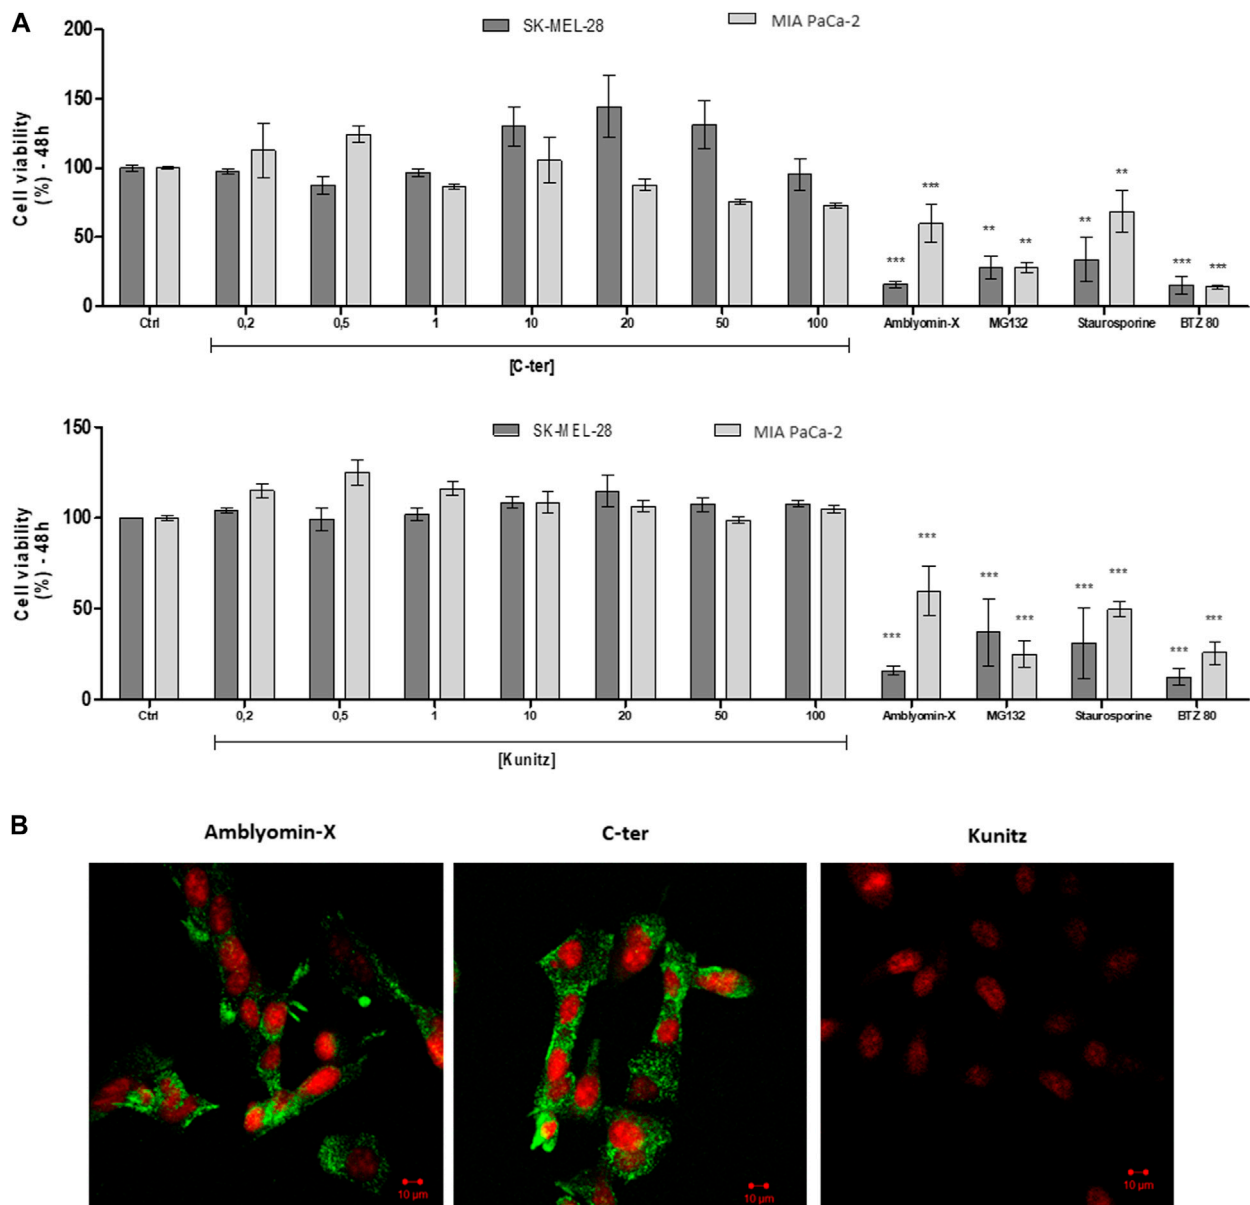 A
SK-MEL-28
MIA PaCa-2
Cell viability
(%) - 48h
200
150
100
50
0
***
***
**
**
**
**
***
***
Ctrl
0,2
0,5
1
10
20
50
100
Amblyomin-X
MG132
Staurosporine
BTZ 80
[C-ter]
SK-MEL-28
MIA PaCa-2
Cell viability
(%) - 48h
150
100
50
0
***
***
***
***
***
***
***
***
Ctrl
0,2
0,5
1
10
20
50
100
Amblyomin-X
MG132
Staurosporine
BTZ 80
[Kunitz]
B
Amblyomin-X
C-ter
Kunitz
10 µm
10 µm
10 µm